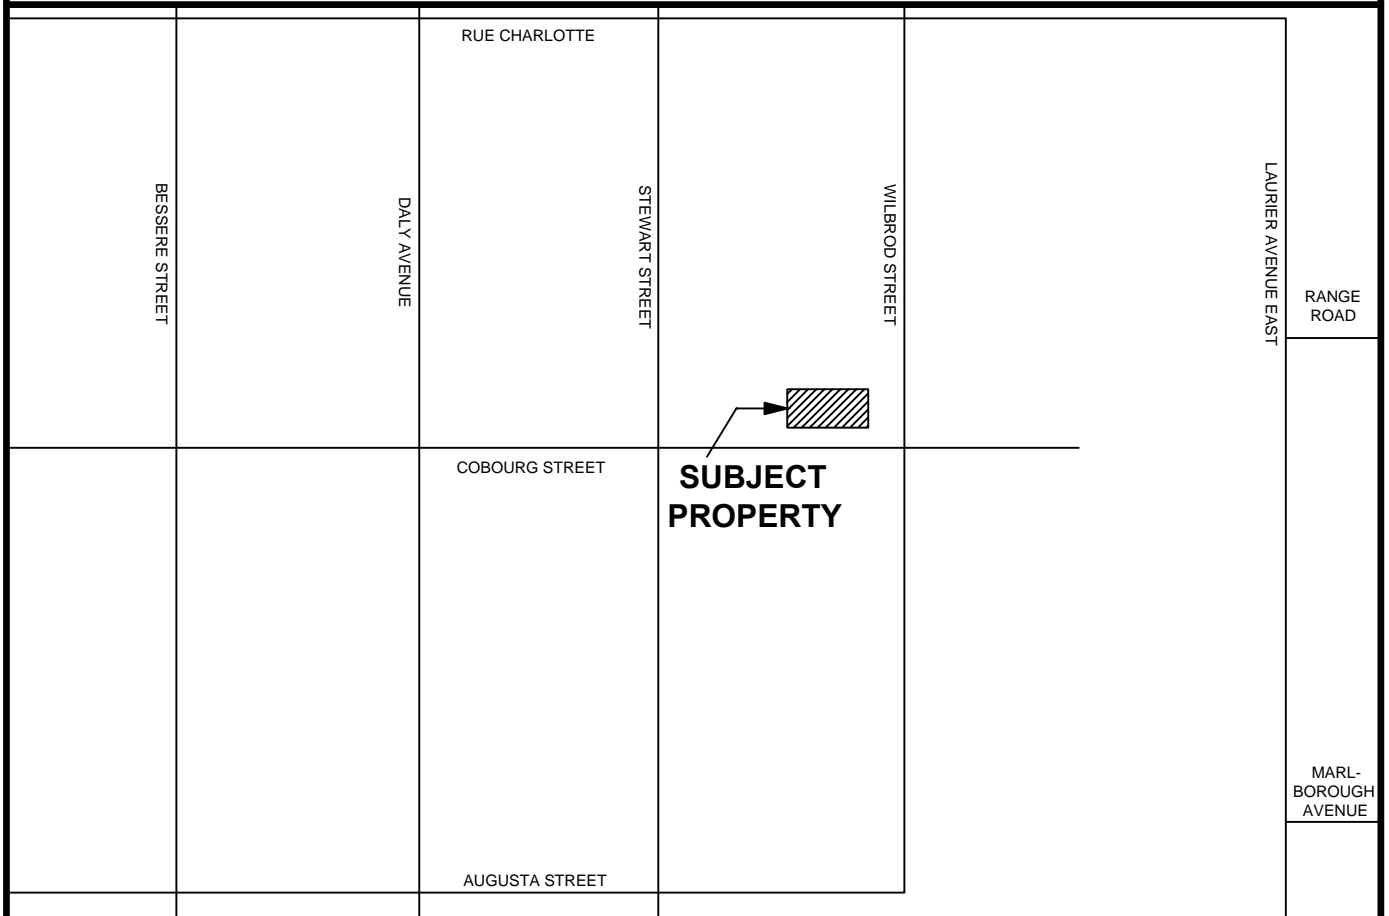 RUE CHARLOTTE
BESSERE STREET
DALY AVENUE
STEWART STREET
WILBROD STREET
LAURIER AVENUE EAST
RANGE
ROAD
COBOURG STREET
SUBJECT
PROPERTY
MARL-
BOROUGH
AVENUE
AUGUSTA STREET